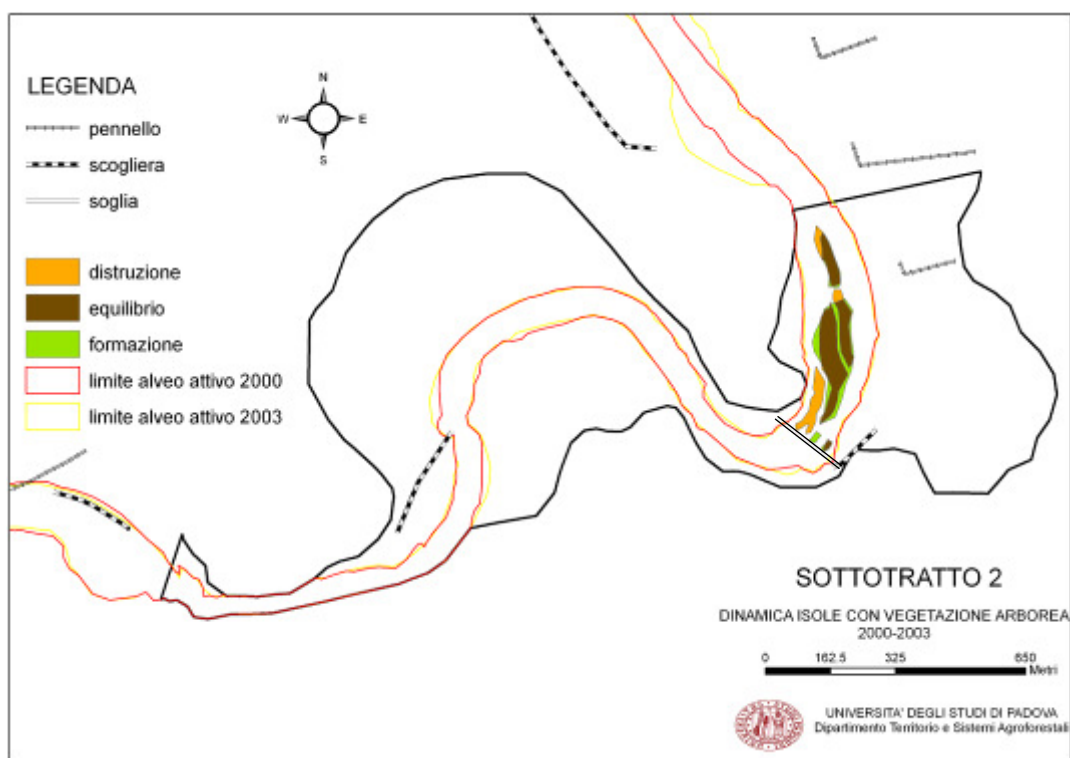 LEGENDA
pennello
scogliera
soglia
distruzione
equilibrio
formazione
limite alveo attivo 2000
limite alveo attivo 2003
N
W E
S
SOTTOTRATTO 2
DINAMICA ISOLE CON VEGETAZIONE ARBOREA
2000-2003
0 162.5 325 650
Metri
UNIVERSITA' DEGLI STUDI DI PADOVA
Dipartimento Territorio e Sistemi Agroforestali